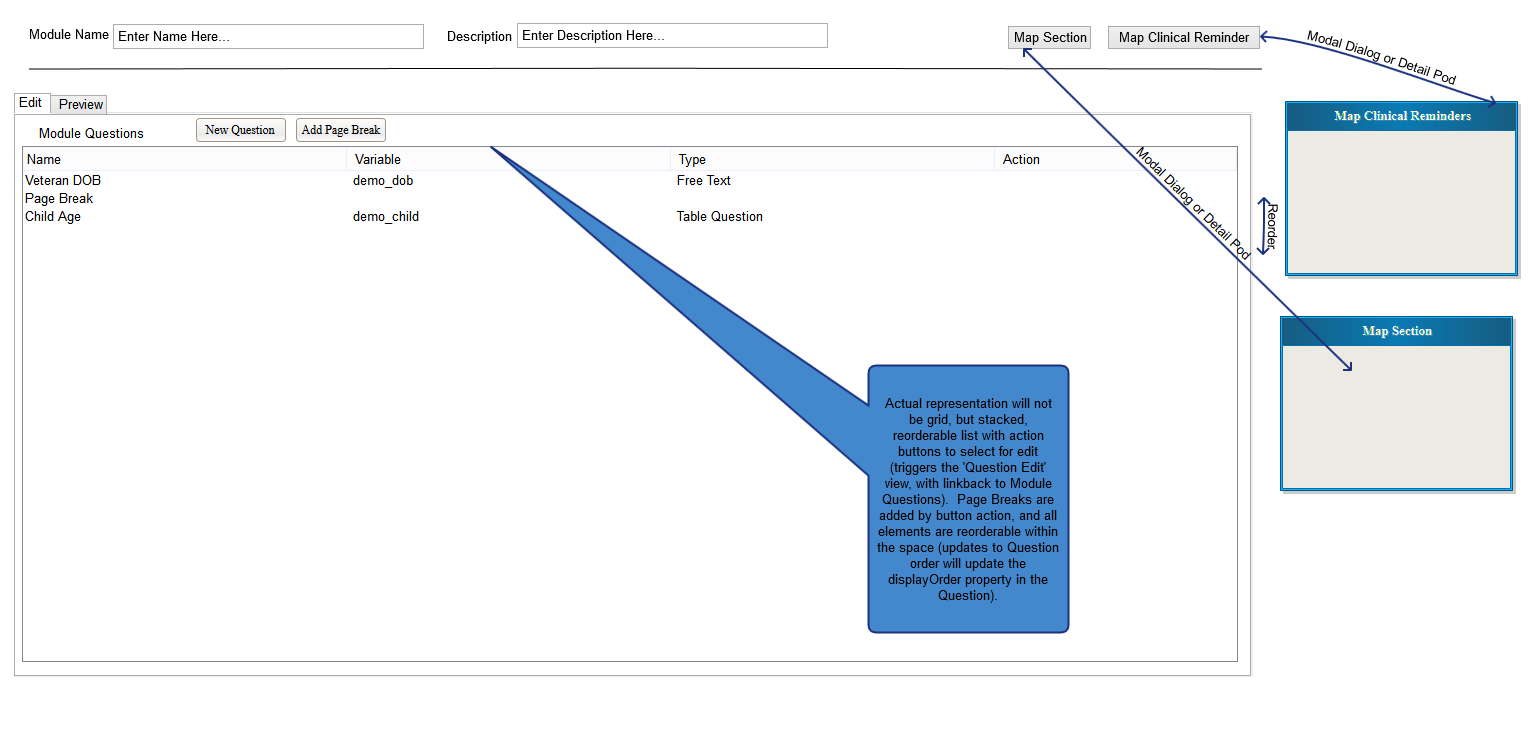 Module Name Enter Name Here... Description Enter Description Here... Map Section Map Clinical Reminder
Modal Dialog or Detail Pod
Edit Preview
Map Clinical Reminders
Module Questions New Question Add Page Break
Name Variable Type Action
Veteran DOB demo_dob Free Text
Page Break
Child Age demo_child Table Question
Modal Dialog or Detail Pod
Reorder
Map Section
Actual representation will not
be grid, but stacked,
reorderable list with action
buttons to select for edit
(triggers the 'Question Edit'
view, with linkback to Module
Questions).  Page Breaks are
added by button action, and all
elements are reorderable within
the space (updates to Question
order will update the
displayOrder property in the
Question).